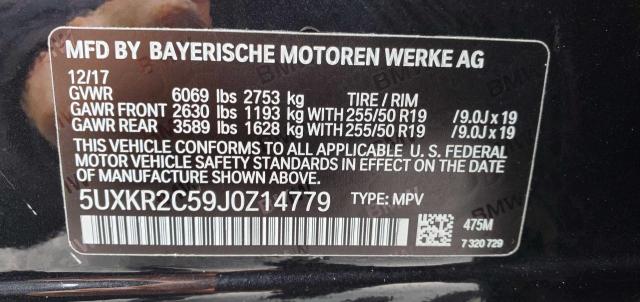 MFD BY BAYERISCHE MOTOREN WERKE AG
12/17
GVWR 6069 lbs 2753 kg TIRE / RIM
GAWR FRONT 2630 lbs 1193 kg WITH 255/50 R19 /9.0J x 19
GAWR REAR 3589 lbs 1628 kg WITH 255/50 R19 /9.0J x 19
THIS VEHICLE CONFORMS TO ALL APPLICABLE U. S. FEDERAL
MOTOR VEHICLE SAFETY STANDARDS IN EFFECT ON THE DATE OF
MANUFACTURE SHOWN ABOVE.
5UXKR2C59J0Z14779 TYPE: MPV
475M
7 320 729